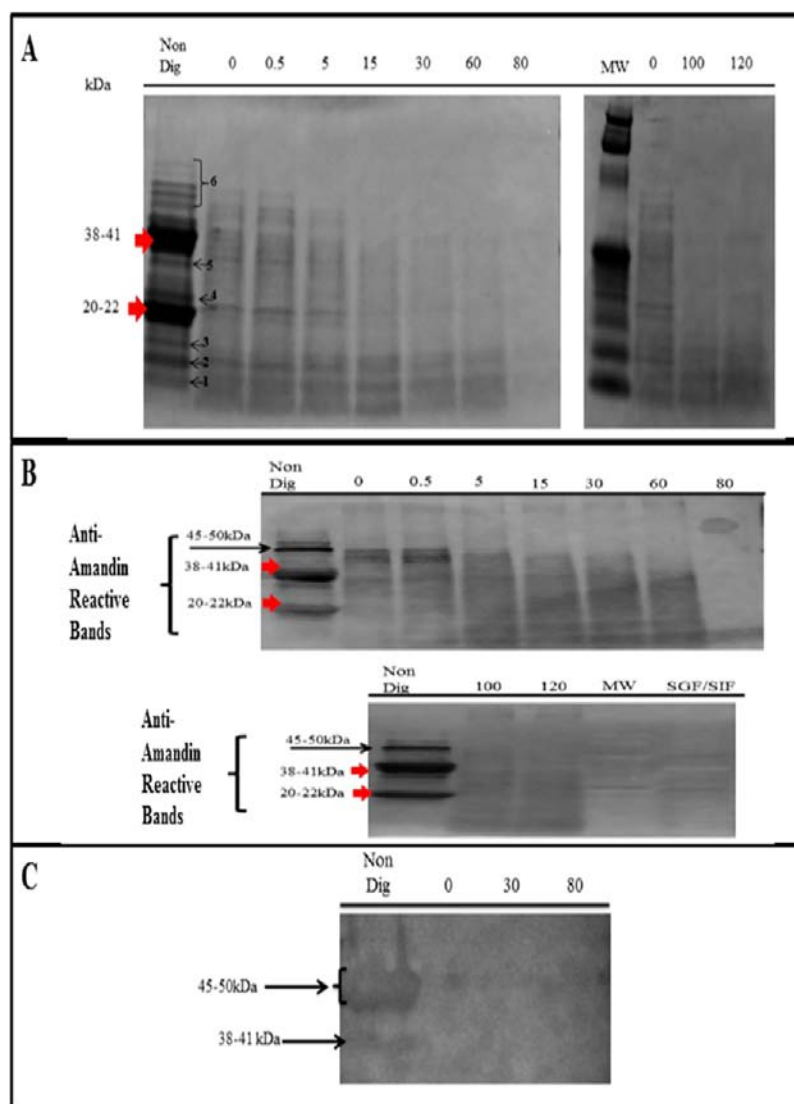 A
Non
Dig 0 0.5 5 15 30 60 80 MW 0 100 120
kDa
6
38-41
5
4
20-22
3
2
1
B
Non
Dig 0 0.5 5 15 30 60 80
Anti-
Amandin
Reactive
Bands
45-50kDa
38-41kDa
20-22kDa
Non
Dig 100 120 MW SGF/SIF
Anti-
Amandin
Reactive
Bands
45-50kDa
38-41kDa
20-22kDa
C
Non
Dig 0 30 80
45-50kDa
38-41 kDa